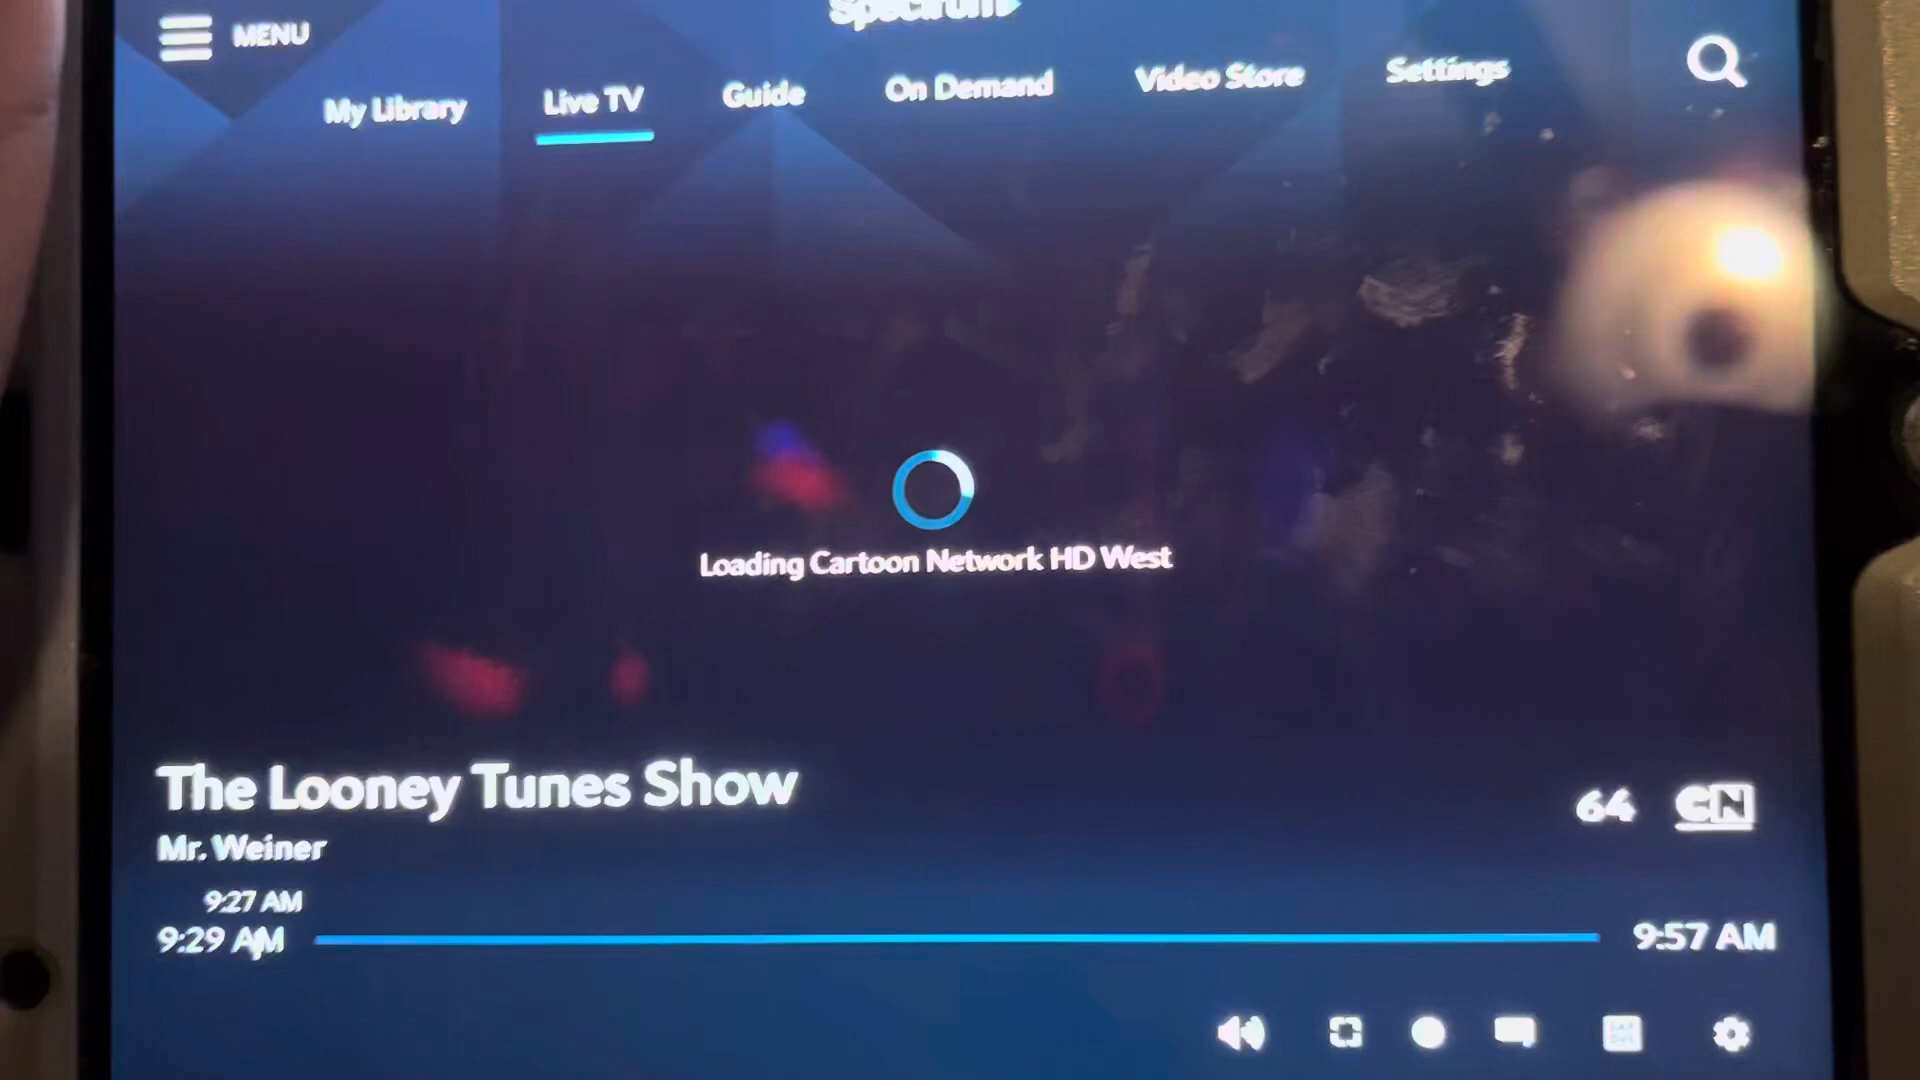 Spectrum
MENU
My Library Live TV Guide On Demand Video Store Settings
Loading Cartoon Network HD West
The Looney Tunes Show
64 CN
Mr. Weiner
9:27 AM
9:29 AM 9:57 AM